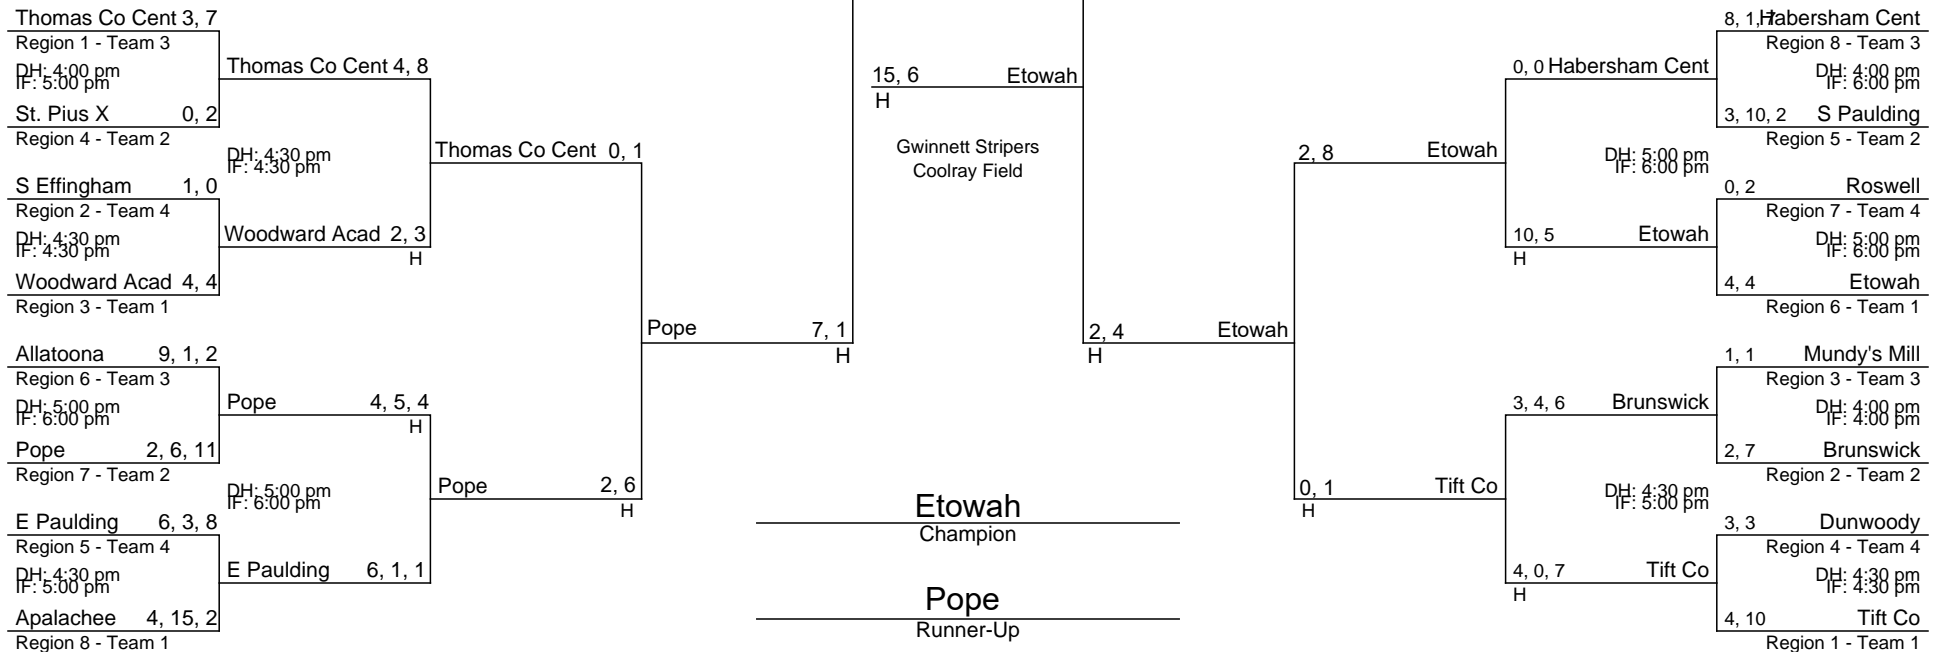 Thomas Co Cent 3, 7
Region 1 - Team 3
DH: 4:00 pm
IF: 5:00 pm
St. Pius X 0, 2
Region 4 - Team 2
S Effingham 1, 0
Region 2 - Team 4
DH: 4:30 pm
IF: 4:30 pm
Woodward Acad 4, 4
Region 3 - Team 1
Allatoona 9, 1, 2
Region 6 - Team 3
DH: 5:00 pm
IF: 6:00 pm
Pope 2, 6, 11
Region 7 - Team 2
E Paulding 6, 3, 8
Region 5 - Team 4
DH: 4:30 pm
IF: 5:00 pm
Apalachee 4, 15, 2
Region 8 - Team 1
Thomas Co Cent 4, 8
DH: 4:30 pm
IF: 4:30 pm
Woodward Acad 2, 3
H
Pope 4, 5, 4
H
DH: 5:00 pm
IF: 6:00 pm
E Paulding 6, 1, 1
Thomas Co Cent 0, 1
Pope 2, 6
H
Pope 7, 1
H
15, 6 Etowah
H
Gwinnett Stripers
Coolray Field
Etowah
Champion
Pope
Runner-Up
2, 4 Etowah
H
2, 8 Etowah
0, 1 Tift Co
H
0, 0 Habersham Cent
DH: 5:00 pm
IF: 6:00 pm
10, 5 Etowah
H
3, 4, 6 Brunswick
DH: 4:30 pm
IF: 5:00 pm
4, 0, 7 Tift Co
H
8, 1, 7 Habersham Cent
Region 8 - Team 3
DH: 4:00 pm
IF: 6:00 pm
3, 10, 2 S Paulding
Region 5 - Team 2
0, 2 Roswell
Region 7 - Team 4
DH: 5:00 pm
IF: 6:00 pm
4, 4 Etowah
Region 6 - Team 1
1, 1 Mundy's Mill
Region 3 - Team 3
DH: 4:00 pm
IF: 4:00 pm
2, 7 Brunswick
Region 2 - Team 2
3, 3 Dunwoody
Region 4 - Team 4
DH: 4:30 pm
IF: 4:30 pm
4, 10 Tift Co
Region 1 - Team 1